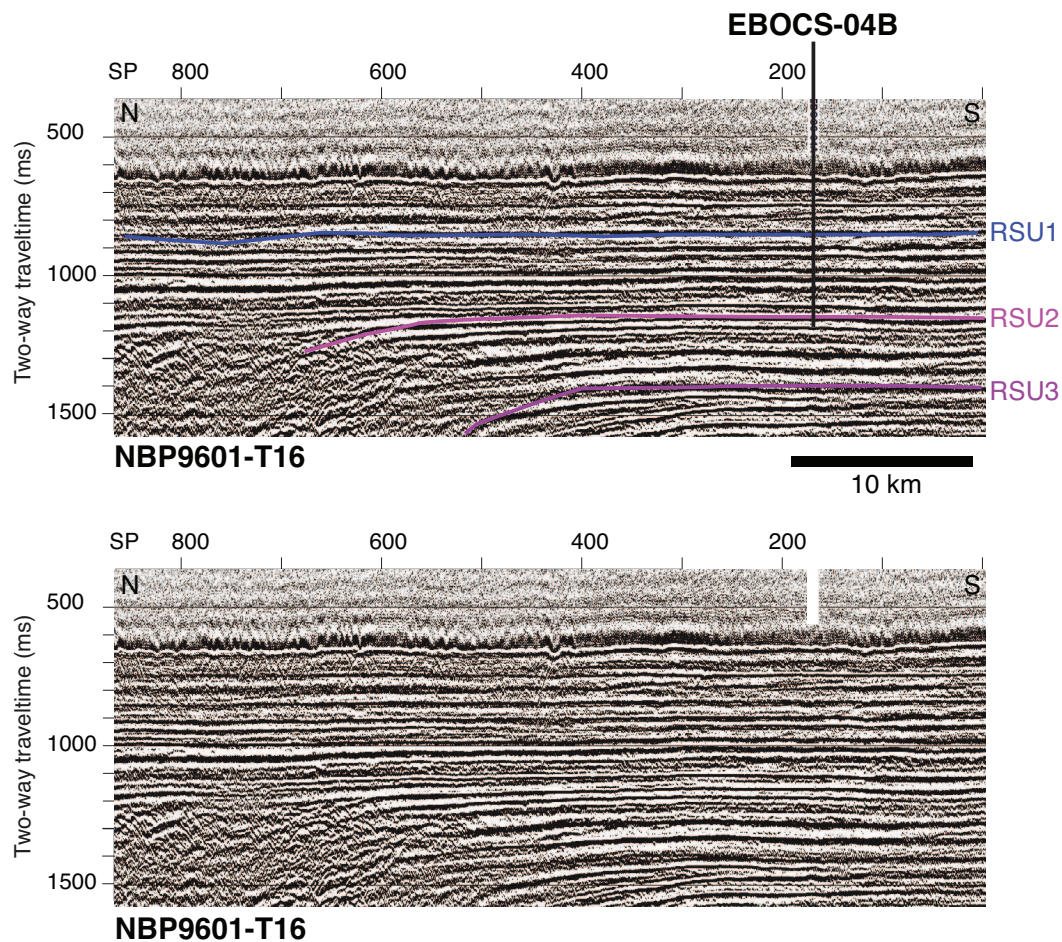 EBOCS-04B
SP 800 600 400 200
N S
500
1000
1500
Two-way traveltime (ms)
RSU1
RSU2
RSU3
NBP9601-T16
10 km
SP 800 600 400 200
N S
500
1000
1500
Two-way traveltime (ms)
NBP9601-T16